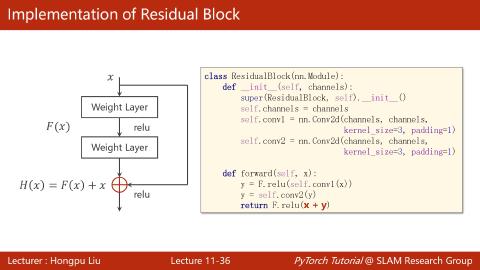 Implementation of Residual Block
x
Weight Layer
F(x)
relu
Weight Layer
H(x) = F(x) + x
relu
class ResidualBlock(nn.Module):
    def __init__(self, channels):
        super(ResidualBlock, self).__init__()
        self.channels = channels
        self.conv1 = nn.Conv2d(channels, channels,
                               kernel_size=3, padding=1)
        self.conv2 = nn.Conv2d(channels, channels,
                               kernel_size=3, padding=1)
    def forward(self, x):
        y = F.relu(self.conv1(x))
        y = self.conv2(y)
        return F.relu(x + y)
Lecturer : Hongpu Liu
Lecture 11-36
PyTorch Tutorial @ SLAM Research Group